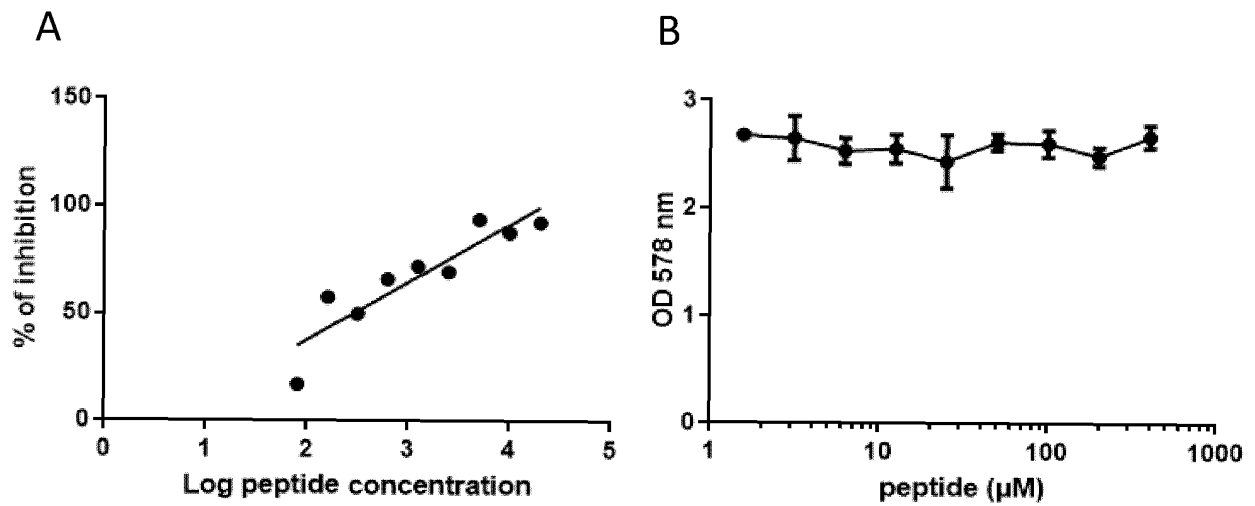 A
150
100
50
0
% of inhibition
0 1 2 3 4 5
Log peptide concentration
B
3
2
1
0
OD 578 nm
1 10 100 1000
peptide (µM)